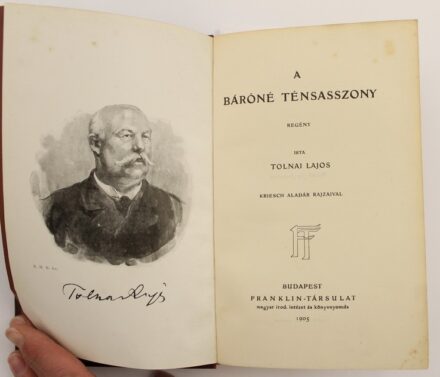 Tolnai Lajos
A
BÁRÓNÉ TÉNSASSZONY
REGÉNY
IRTA
TOLNAI LAJOS
KRIESCH ALADÁR RAJZAIVAL
FT
BUDAPEST
FRANKLIN-TÁRSULAT
magyar irod. intézet és könyvnyomda
1905